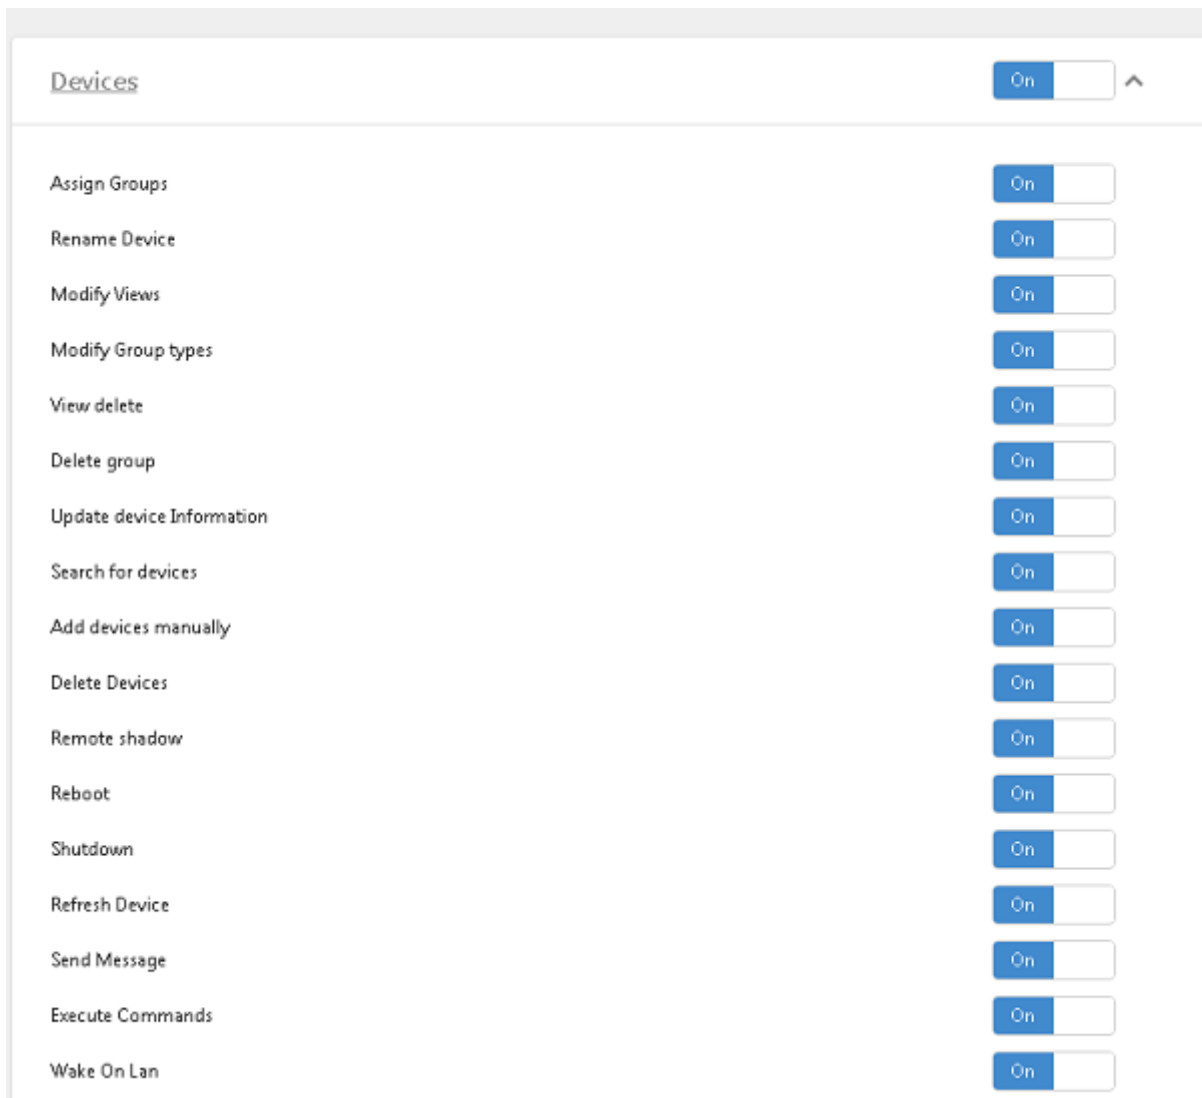 Devices On
Assign Groups On
Rename Device On
Modify Views On
Modify Group types On
View delete On
Delete group On
Update device Information On
Search for devices On
Add devices manually On
Delete Devices On
Remote shadow On
Reboot On
Shutdown On
Refresh Device On
Send Message On
Execute Commands On
Wake On Lan On